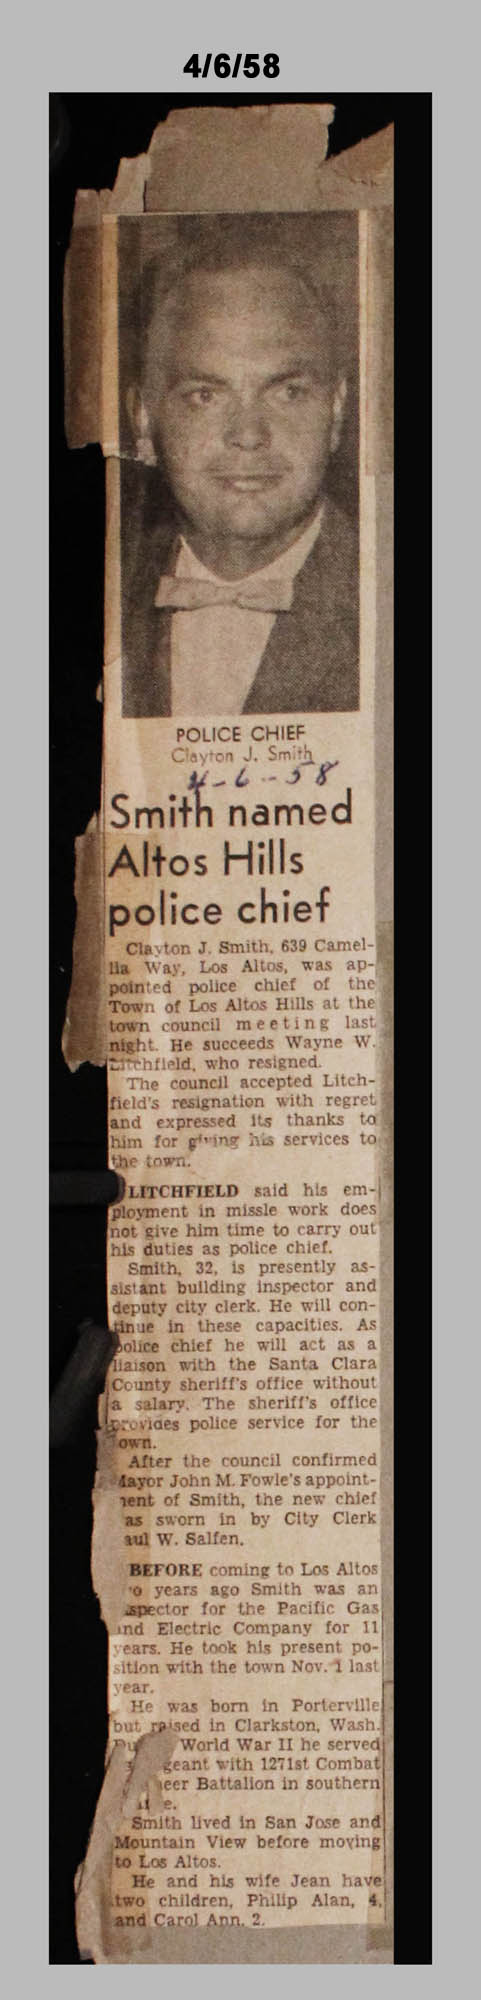 4/6/58
POLICE CHIEF
Clayton J. Smith
4-6-58
Smith named
Altos Hills
police chief
Clayton J. Smith, 639 Camel-
lia Way, Los Altos, was ap-
pointed police chief of the
Town of Los Altos Hills at the
town council meeting last
night. He succeeds Wayne W.
Litchfield, who resigned.
The council accepted Litch-
field's resignation with regret
and expressed its thanks to
him for giving his services to
the town.
LITCHFIELD said his em-
ployment in missle work does
not give him time to carry out
his duties as police chief.
Smith, 32, is presently as-
sistant building inspector and
deputy city clerk. He will con-
tinue in these capacities. As
police chief he will act as a
liaison with the Santa Clara
County sheriff's office without
a salary. The sheriff's office
provides police service for the
own.
After the council confirmed
Mayor John M. Fowle's appoint-
ent of Smith, the new chief
as sworn in by City Clerk
aul W. Salfen.
BEFORE coming to Los Altos
o years ago Smith was an
spector for the Pacific Gas
and Electric Company for 11
years. He took his present po-
sition with the town Nov. 1 last
year.
He was born in Porterville
but raised in Clarkston, Wash.
Du World War II he served
geant with 1271st Combat
neer Battalion in southern
e.
Smith lived in San Jose and
Mountain View before moving
to Los Altos.
He and his wife Jean have
two children, Philip Alan, 4,
and Carol Ann, 2.